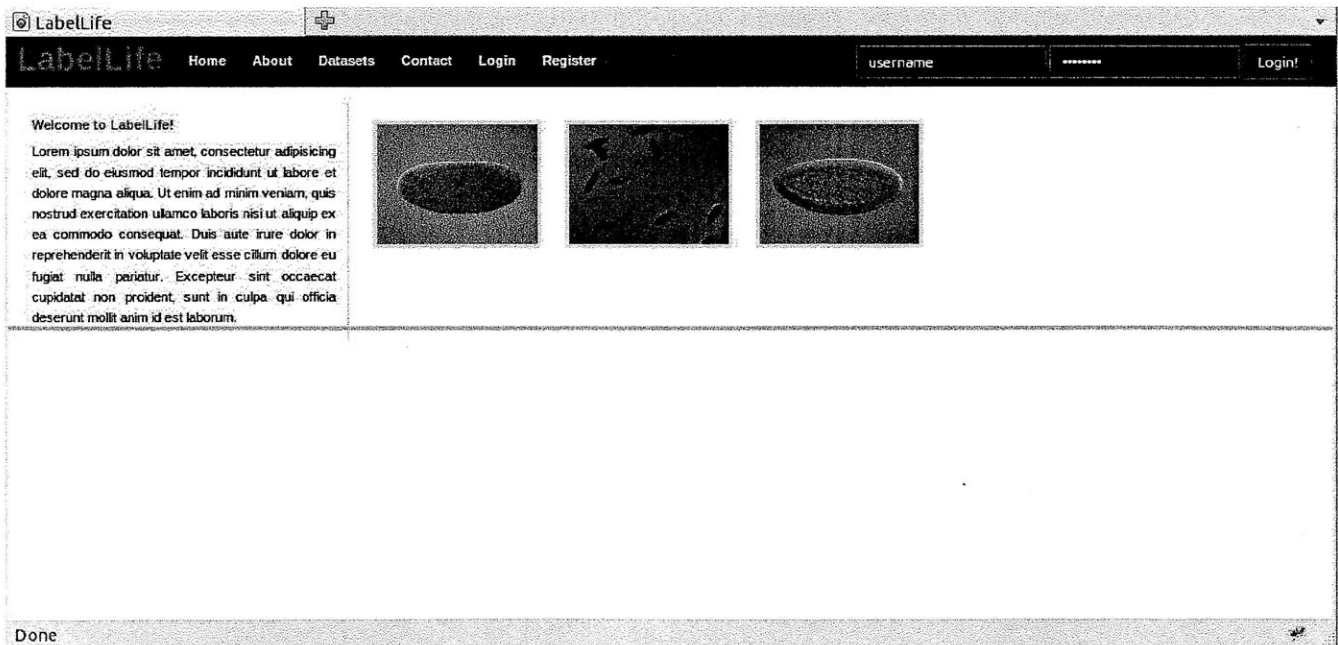 LabelLife
LabelLife Home About Datasets Contact Login Register username •••••••• Login!
Welcome to LabelLife!
Lorem ipsum dolor sit amet, consectetur adipisicing
elit, sed do eiusmod tempor incididunt ut labore et
dolore magna aliqua. Ut enim ad minim veniam, quis
nostrud exercitation ullamco laboris nisi ut aliquip ex
ea commodo consequat. Duis aute irure dolor in
reprehenderit in voluptate velit esse cillum dolore eu
fugiat nulla pariatur. Excepteur sint occaecat
cupidatat non proident, sunt in culpa qui officia
deserunt mollit anim id est laborum.
Done